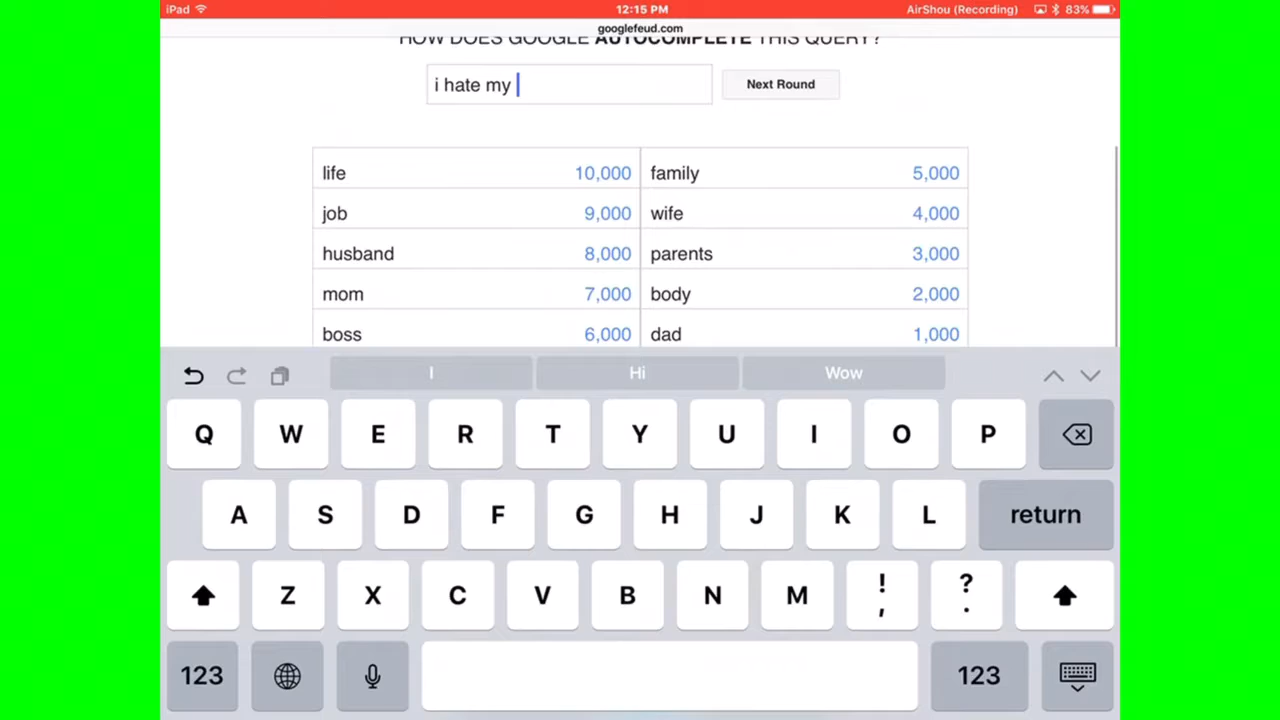 iPad 12:15 PM AirShou (Recording) 83%
googlefeud.com
HOW DOES GOOGLE AUTOCOMPLETE THIS QUERY?
i hate my Next Round
life 10,000 family 5,000
job 9,000 wife 4,000
husband 8,000 parents 3,000
mom 7,000 body 2,000
boss 6,000 dad 1,000
I Hi Wow
Q W E R T Y U I O P
A S D F G H J K L return
Z X C V B N M ! , ? .
123 123